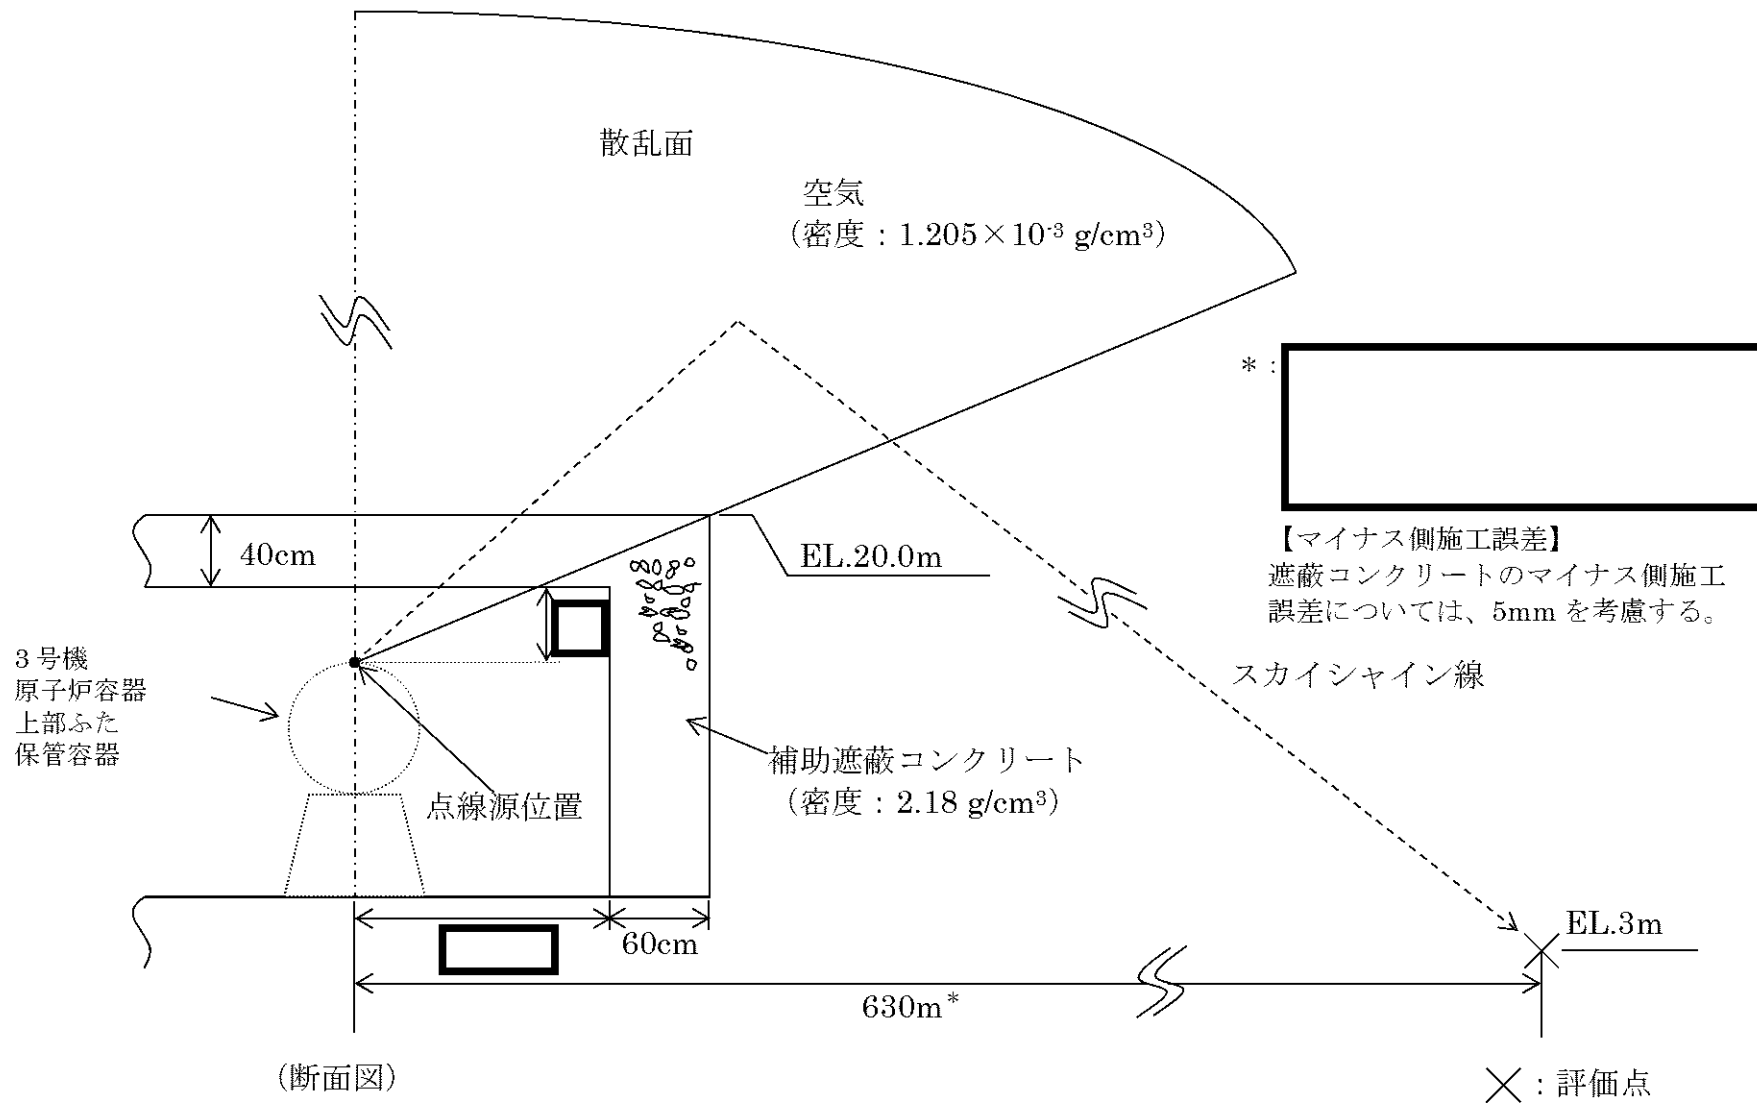 散乱面
空気
（密度：1.205×10⁻³ g/cm³）
＊：
40cm
EL.20.0m
【マイナス側施工誤差】
遮蔽コンクリートのマイナス側施工
誤差については、5mm を考慮する。
3 号機
原子炉容器
上部ふた
保管容器
スカイシャイン線
補助遮蔽コンクリート
（密度：2.18 g/cm³）
点線源位置
60cm
EL.3m
630m＊
（断面図）
：評価点